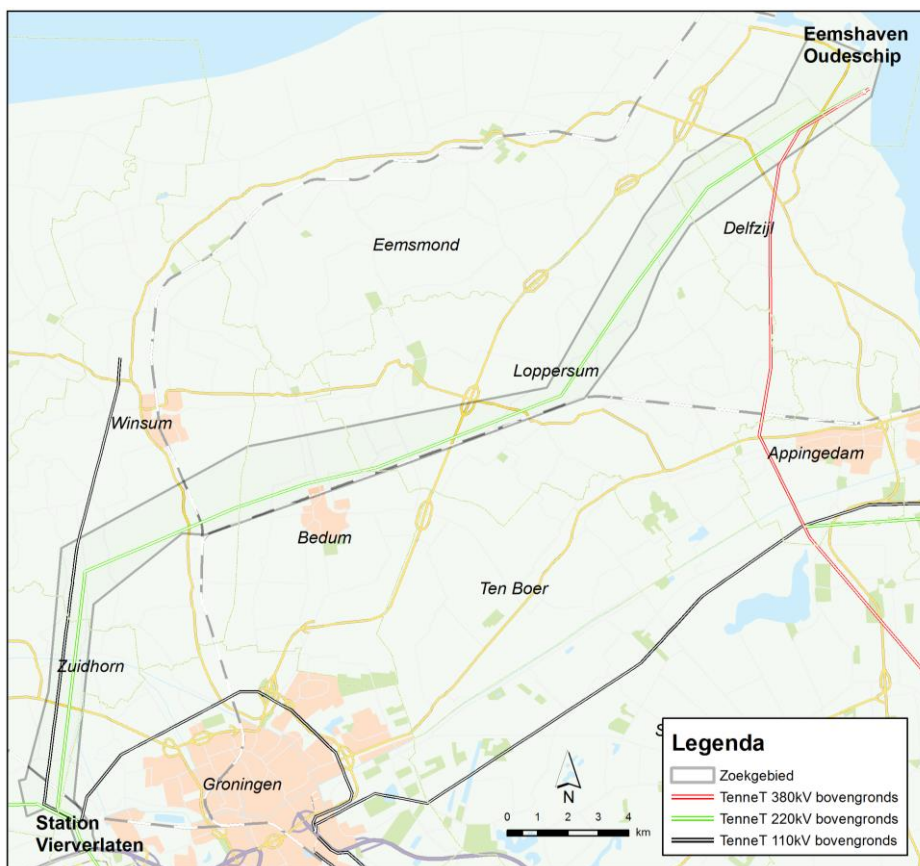 Eemshaven
Oudeschip
Eemsmond
Delfzijl
Loppersum
Winsum
Appingedam
Bedum
Ten Boer
Zuidhorn
S
Groningen
Station
Vierverlaten
N
0 1 2 3 4
km
Legenda
Zoekgebied
TenneT 380kV bovengronds
TenneT 220kV bovengronds
TenneT 110kV bovengronds